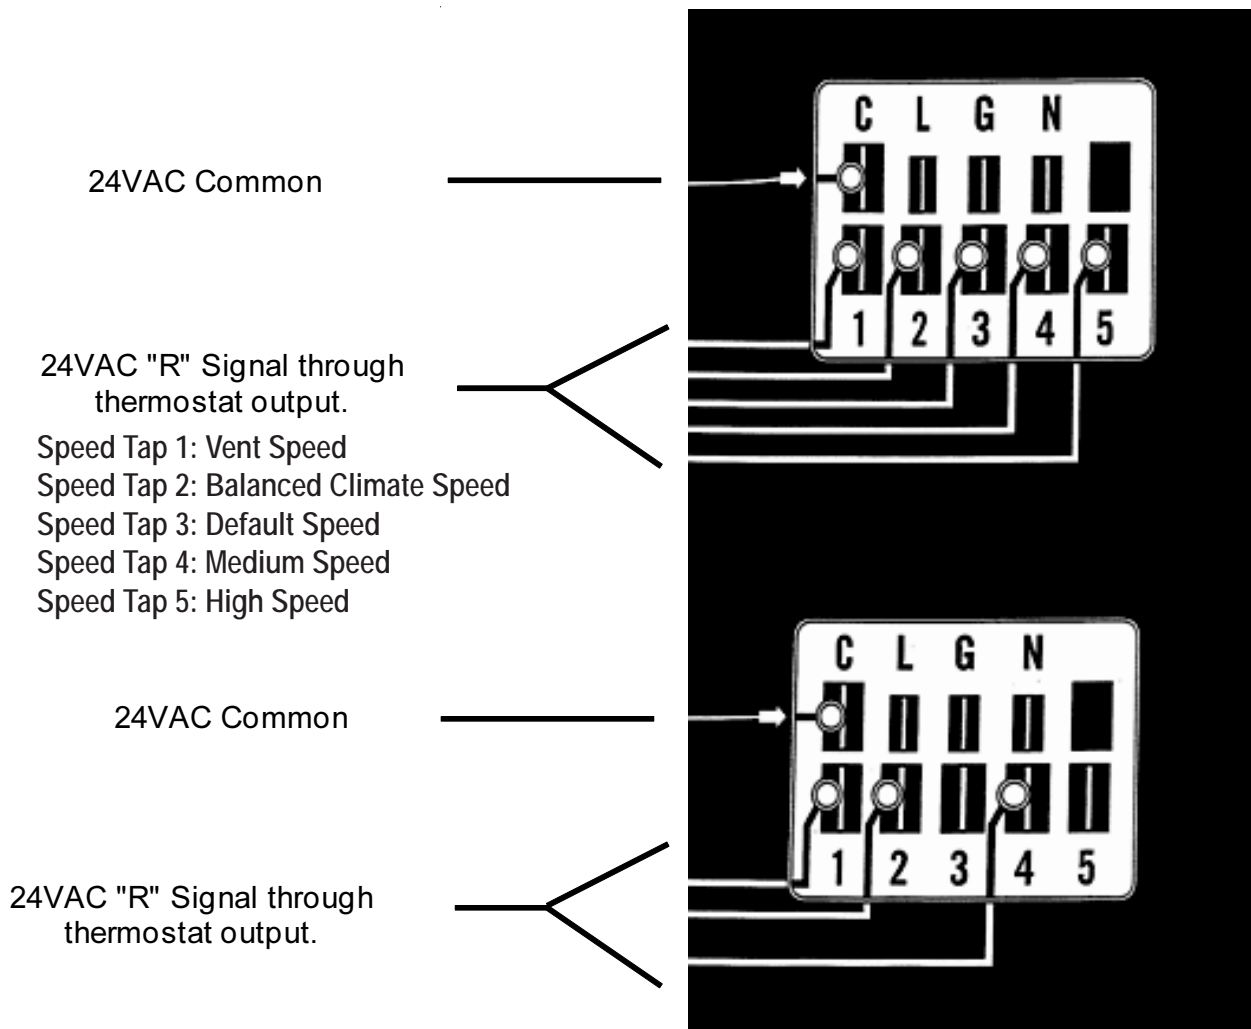 C L G N
24VAC Common
1 2 3 4 5
24VAC "R" Signal through
thermostat output.
Speed Tap 1: Vent Speed
Speed Tap 2: Balanced Climate Speed
Speed Tap 3: Default Speed
Speed Tap 4: Medium Speed
Speed Tap 5: High Speed
C L G N
24VAC Common
1 2 3 4 5
24VAC "R" Signal through
thermostat output.